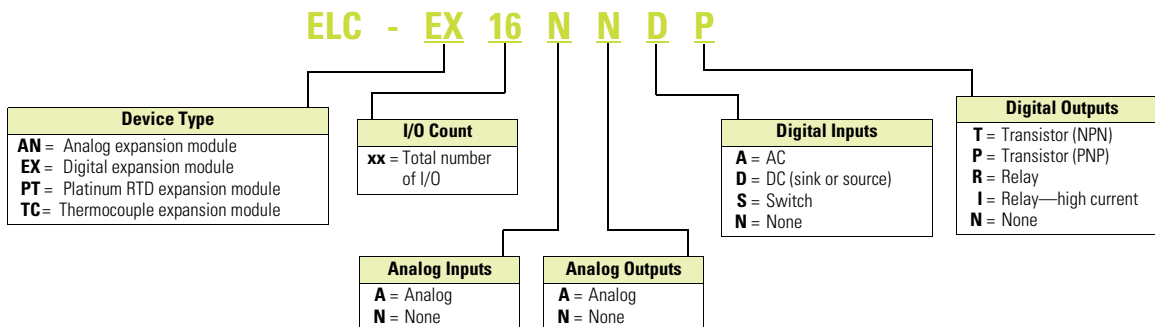 ELC - EX 16 N N D P
Device Type
AN = Analog expansion module
EX = Digital expansion module
PT = Platinum RTD expansion module
TC = Thermocouple expansion module
I/O Count
xx = Total number
of I/O
Analog Inputs
A = Analog
N = None
Analog Outputs
A = Analog
N = None
Digital Inputs
A = AC
D = DC (sink or source)
S = Switch
N = None
Digital Outputs
T = Transistor (NPN)
P = Transistor (PNP)
R = Relay
I = Relay—high current
N = None